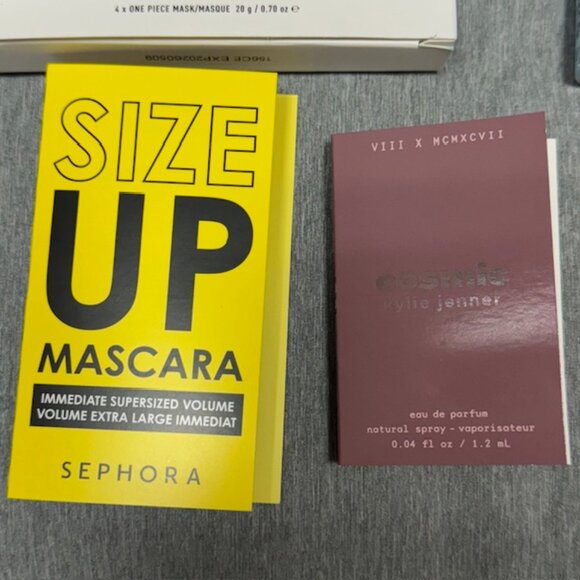 4 x ONE PIECE MASK/MASQUE 20 g / 0.70 oz e
156CE EXP20260509
SIZE
UP
MASCARA
IMMEDIATE SUPERSIZED VOLUME
VOLUME EXTRA LARGE IMMEDIAT
SEPHORA
VIII X MCMXCVII
cosmic
kylie jenner
eau de parfum
natural spray - vaporisateur
0.04 fl oz / 1.2 mL